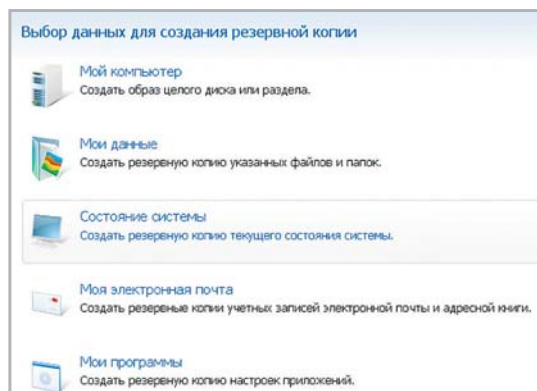 Выбор данных для создания резервной копии
Мой компьютер
Создать образ целого диска или раздела.
Мои данные
Создать резервную копию указанных файлов и папок.
Состояние системы
Создать резервную копию текущего состояния системы.
Моя электронная почта
Создать резервные копии учетных записей электронной почты и адресной книги.
Мои программы
Создать резервную копию настроек приложений.